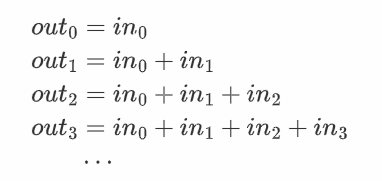 out₀ = in₀
out₁ = in₀ + in₁
out₂ = in₀ + in₁ + in₂
out₃ = in₀ + in₁ + in₂ + in₃
...